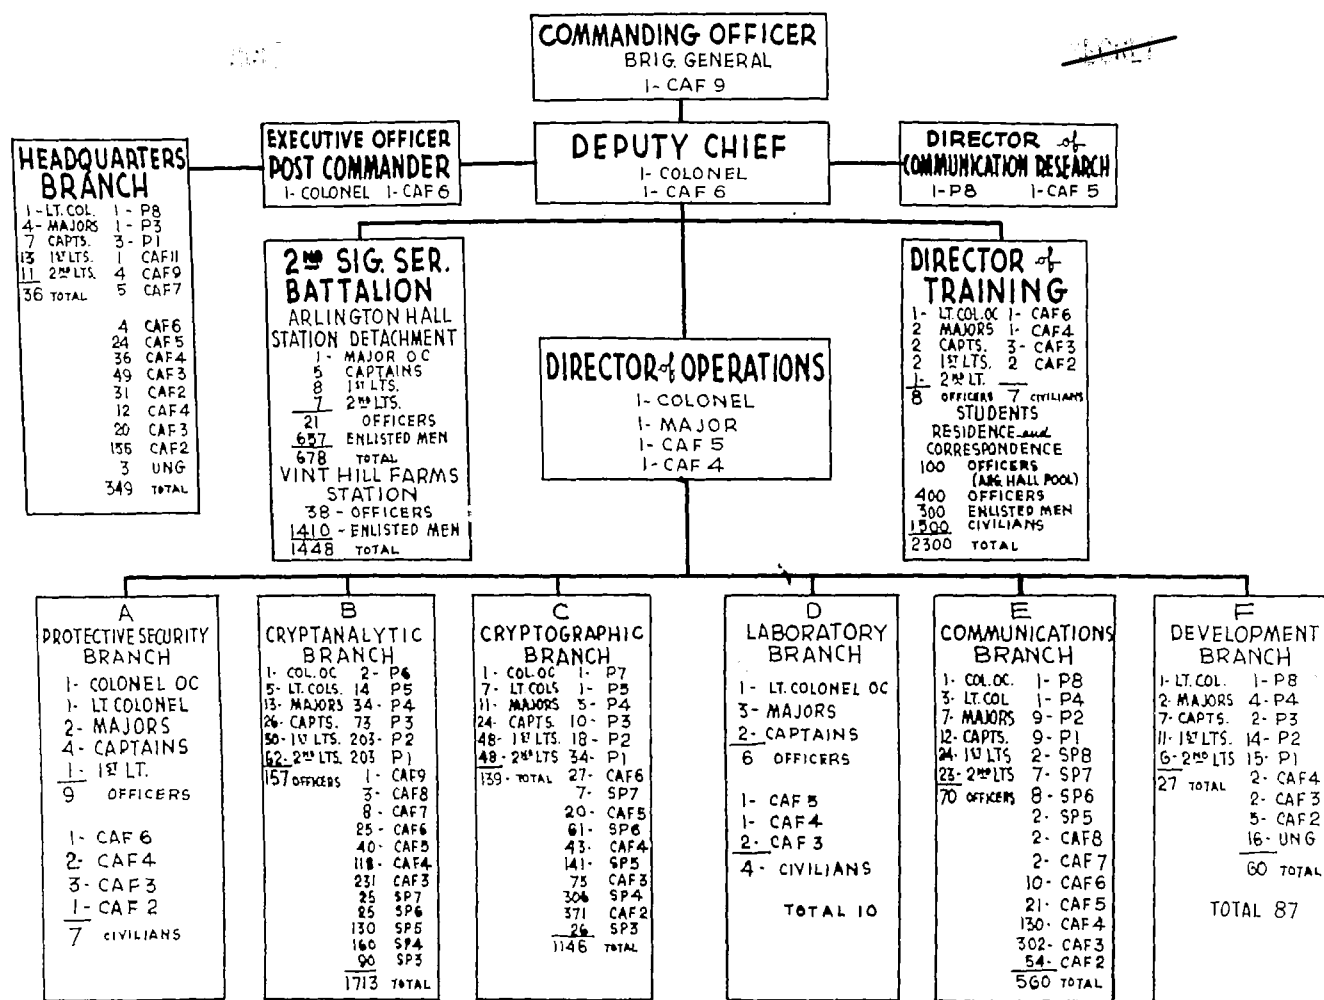 COMMANDING OFFICER
BRIG. GENERAL
1- CAF 9
EXECUTIVE OFFICER
POST COMMANDER
1- COLONEL 1- CAF 6
DEPUTY CHIEF
1- COLONEL
1- CAF 6
DIRECTOR of
COMMUNICATION RESEARCH
1- P8 1- CAF 5
HEADQUARTERS
BRANCH
1- LT. COL. 1- P8
4- MAJORS 1- P3
7 CAPTS. 3- P1
13 1ST LTS. 1 CAF11
11 2ND LTS. 4 CAF9
36 TOTAL 5 CAF7
4 CAF6
24 CAF5
36 CAF4
49 CAF3
31 CAF2
12 CAF4
20 CAF3
CAF2
3 UNG
349 TOTAL
2ND SIG. SER.
BATTALION
ARLINGTON HALL
STATION DETACHMENT
1- MAJOR OC
5 CAPTAINS
8 1ST LTS.
7 2ND LTS.
21 OFFICERS
657 ENLISTED MEN
678 TOTAL
VINT HILL FARMS
STATION
38- OFFICERS
1410- ENLISTED MEN
1448 TOTAL
DIRECTOR of OPERATIONS
1- COLONEL
1- MAJOR
1- CAF 5
1- CAF 4
DIRECTOR of
TRAINING
1- LT. COL. OC 1- CAF6
2 MAJORS 1- CAF4
2 CAPTS. 3- CAF3
2 1ST LTS. 2 CAF2
1- 2ND LT.
8 OFFICERS 7 CIVILIANS
STUDENTS
RESIDENCE and
CORRESPONDENCE
100 OFFICERS
(ARG. HALL POOL)
400 OFFICERS
300 ENLISTED MEN
1500 CIVILIANS
2300 TOTAL
A
PROTECTIVE SECURITY
BRANCH
1- COLONEL OC
1- LT. COLONEL
2- MAJORS
4- CAPTAINS
1- 1ST LT.
9 OFFICERS
1- CAF 6
2- CAF4
3- CAF3
1- CAF 2
7 CIVILIANS
B
CRYPTANALYTIC
BRANCH
1- COL. OC 2- P6
5- LT. COLS. 14 P5
13- MAJORS 34- P4
26- CAPTS. 73 P3
50- 1ST LTS. 203- P2
62- 2ND LTS. 203 P1
157 OFFICERS 1- CAF9
3- CAF8
8- CAF7
25- CAF6
40- CAF5
118- CAF4
231 CAF3
25 SP7
25 SP6
130 SP5
160 SP4
90 SP3
1713 TOTAL
C
CRYPTOGRAPHIC
BRANCH
1- COL. OC 1- P7
7- LT COLS 1- P5
11- MAJORS 3- P4
24- CAPTS. 10- P3
48- 1ST LTS. 18- P2
48- 2ND LTS 34- P1
139- TOTAL 27- CAF6
7- SP7
20- CAF5
61- SP6
43- CAF4
141- SP5
75 CAF3
306 SP4
371 CAF2
26 SP3
1146 TOTAL
D
LABORATORY
BRANCH
1- LT. COLONEL OC
3- MAJORS
2- CAPTAINS
6 OFFICERS
1- CAF 5
1- CAF 4
2- CAF 3
4- CIVILIANS
TOTAL 10
E
COMMUNICATIONS
BRANCH
1- COL. OC. 1- P8
3- LT. COL 1- P4
7- MAJORS 9- P2
12- CAPTS. 9- P1
24- 1ST LTS 2- SP8
23- 2ND LTS 7- SP7
70 OFFICERS 8- SP6
2- SP5
2- CAF8
2- CAF7
10- CAF6
21- CAF5
130- CAF4
302- CAF3
54- CAF2
560 TOTAL
F
DEVELOPMENT
BRANCH
1- LT. COL. 1- P8
2- MAJORS 4- P4
7- CAPTS. 2- P3
11- 1ST LTS. 14- P2
6- 2ND LTS 15- P1
27 TOTAL 2- CAF4
2- CAF3
CAF2
16- UNG
60 TOTAL
TOTAL 87